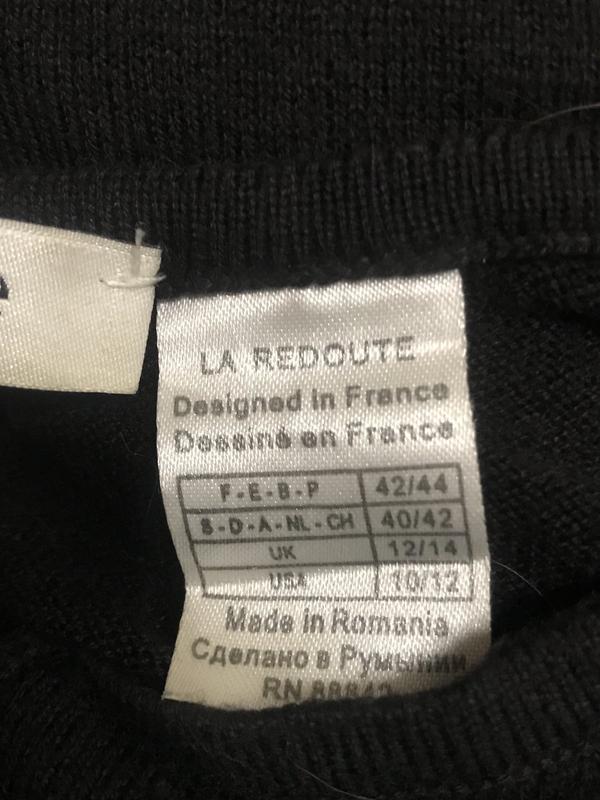 LA REDOUTE
Designed in France
Dessiné en France
F-E-B-P 42/44
S-D-A-NL-CH 40/42
UK 12/14
USA 10/12
Made in Romania
Сделано в Румынии
RN